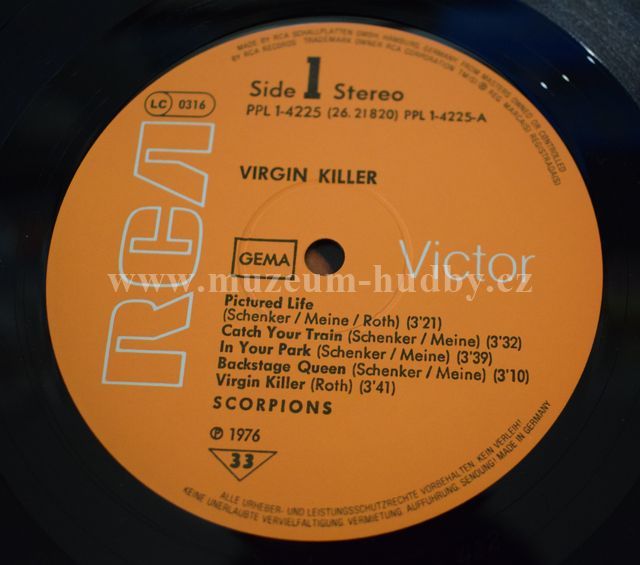 MADE BY RCA SCHALLPLATTEN GMBH, HAMBURG, GERMANY FROM MASTERS OWNED OR CONTROLLED
BY RCA RECORDS TRADEMARK OWNER RCA CORPORATION TM(S) ® REG. MARCA(S) REGISTRADA(S)
Side 1 Stereo
LC 0316
PPL 1-4225 (26. 21820) PPL 1-4225-A
VIRGIN KILLER
RCA
GEMA
Victor
www.muzeum-hudby.cz
Pictured Life
(Schenker / Meine / Roth) (3'21)
Catch Your Train (Schenker / Meine) (3'32)
In Your Park (Schenker / Meine) (3'39)
Backstage Queen (Schenker / Meine) (3'10)
Virgin Killer (Roth) (3'41)
SCORPIONS
℗ 1976
33
ALLE URHEBER- UND LEISTUNGSSCHUTZRECHTE VORBEHALTEN. KEIN VERLEIH!
KEINE UNERLAUBTE VERVIELFÄLTIGUNG, VERMIETUNG, AUFFÜHRUNG, SENDUNG! MADE IN GERMANY